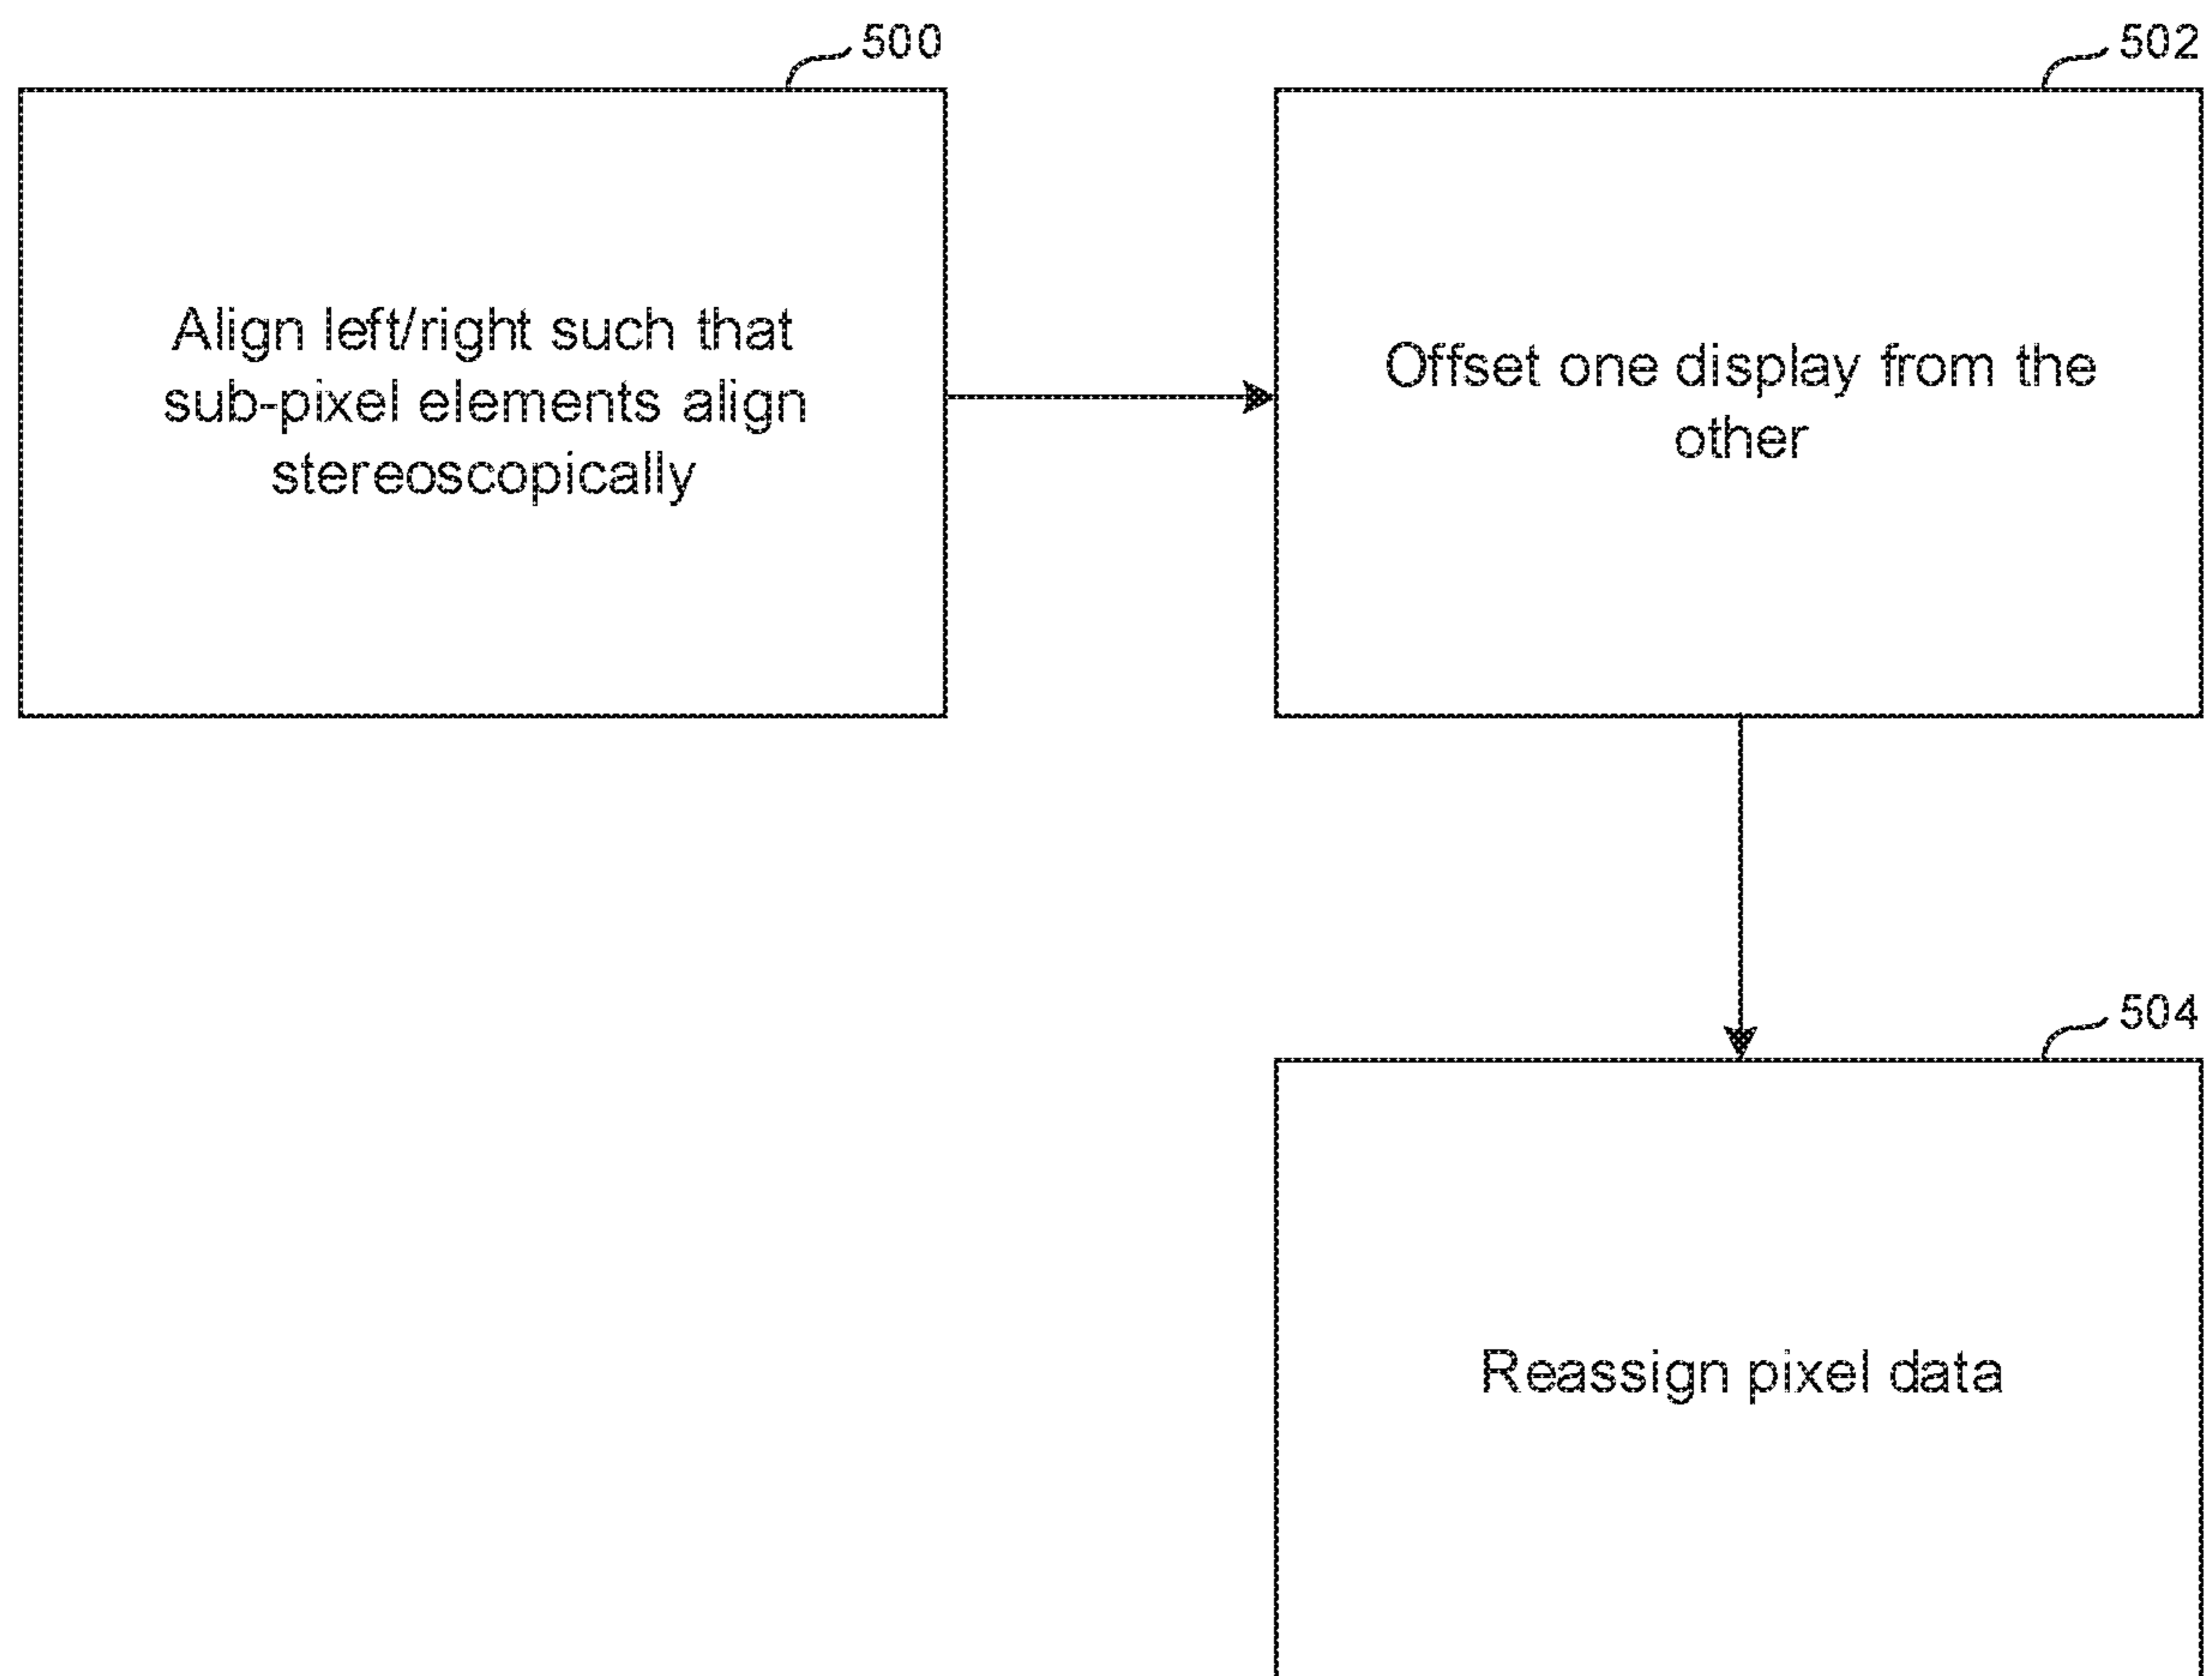 500
Align left/right such that
sub-pixel elements align
stereoscopically
502
Offset one display from the
other
504
Reassign pixel data